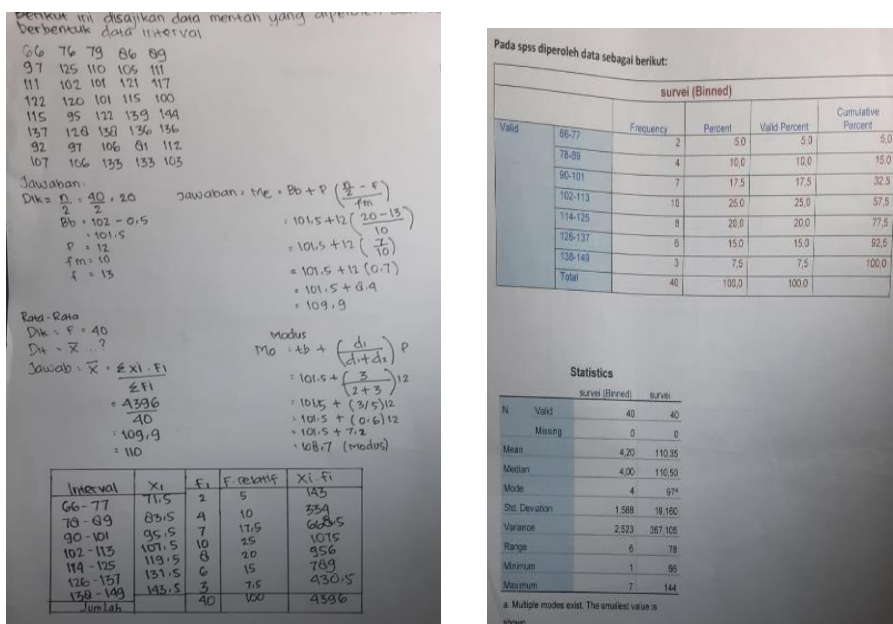 berikut ini disajikan data mentah yang diperoleh
berbentuk data interval
66 76 79 86 89
97 125 110 105 111
111 102 101 121 117
122 120 101 115 100
115 95 122 139 144
137 128 138 136 136
92 97 106 81 112
107 106 133 133 103
Jawaban.
Dik = n/2 = 40/2 = 20
Bb = 102 - 0.5
= 101.5
P = 12
fm = 10
f = 13
Jawaban = Me = Bb + P (n/2 - F / fm)
= 101.5 + 12 (20 - 13 / 10)
= 101.5 + 12 (7/10)
= 101.5 + 12 (0.7)
= 101.5 + 8.4
= 109.9
Rata-Rata
Dik = F = 40
Dit = x̄ ...?
Jawab = x̄ = Σ xi . Fi / Σ Fi
= 4396 / 40
= 109,9
= 110
Modus
Mo = tb + (d1 / d1 + d2) P
= 101.5 + (3 / 2+3) 12
= 101.5 + (3/5) 12
= 101.5 + (0.6) 12
= 101.5 + 7.2
= 108.7 (modus)
Interval X1 F1 F. relatif Xi. fi
66 - 77 71.5 2 5 143
78 - 89 83.5 4 10 334
90 - 101 95.5 7 17,5 668.5
102 - 113 107.5 10 25 1075
114 - 125 119.5 8 20 956
126 - 137 131.5 6 15 789
138 - 149 143.5 3 7.5 430.5
Jumlah 40 100 4396
Pada spss diperoleh data sebagai berikut:
survei (Binned)
Frequency Percent Valid Percent Cumulative Percent
Valid 66-77 2 5,0 5,0 5,0
78-89 4 10,0 10,0 15,0
90-101 7 17,5 17,5 32,5
102-113 10 25,0 25,0 57,5
114-125 8 20,0 20,0 77,5
126-137 6 15,0 15,0 92,5
138-149 3 7,5 7,5 100,0
Total 40 100,0 100,0
Statistics
survei (Binned) survei
N Valid 40 40
Missing 0 0
Mean 4,20 110,35
Median 4,00 110,50
Mode 4 97ª
Std. Deviation 1,588 19,160
Variance 2,523 367,105
Range 6 78
Minimum 1 66
Maximum 7 144
a. Multiple modes exist. The smallest value is
shown